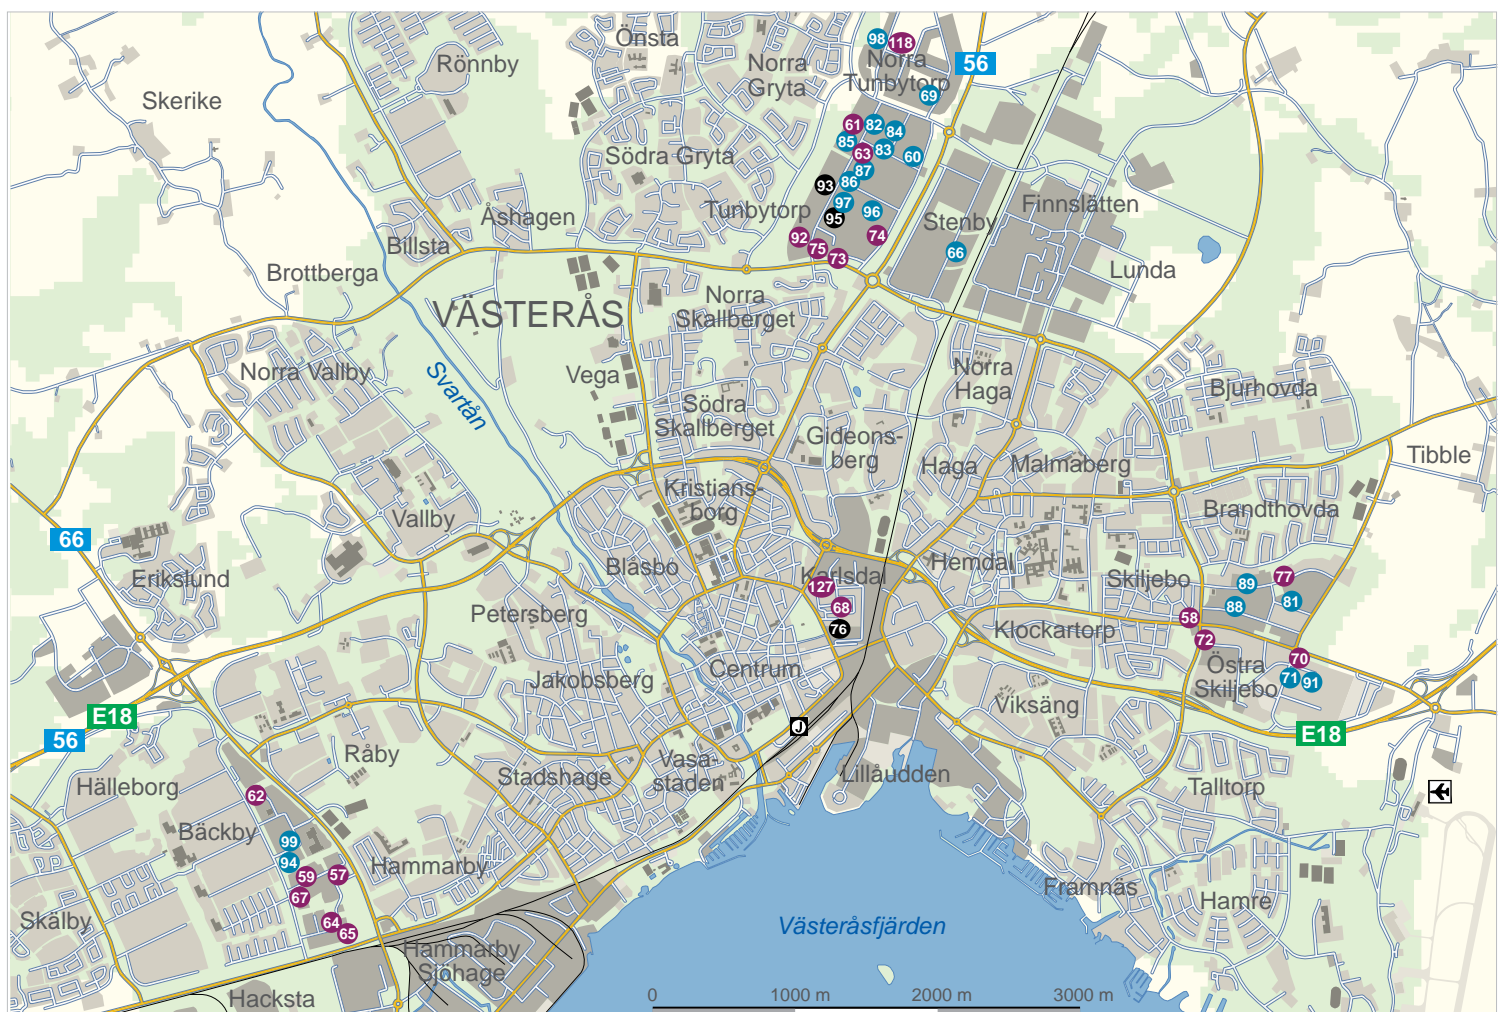 Önsta
98
118
Rönnby
Norra
Gryta
Norra
Tunbytorp
56
Skerike
69
61
82
84
85
83
63
60
Södra Gryta
87
86
93
Tunbytorp
97
95
96
Finnslätten
Åshagen
Stenby
Billsta
92
74
75
73
66
Brottberga
Lunda
Norra
Skallberget
VÄSTERÅS
Svartån
Norra Vallby
Vega
Norra
Haga
Bjurhovda
Södra
Skallberget
Gideons-
berg
Haga
Malmaberg
Tibble
Kristians-
borg
Vallby
Brandthovda
66
Blåsbo
Hemdal
Erikslund
Karlsdal
127
68
76
Skiljebo
89
77
88
81
Petersberg
58
Klockartorp
72
70
Östra
Skiljebo
71
91
Centrum
Jakobsberg
E18
56
Viksäng
E18
J
Råby
Stadshage
Vasa-
staden
Lillåudden
Hälleborg
62
Talltorp
Bäckby
99
94
59
57
67
Hammarby
Framnäs
Hamre
64
65
Skälby
Västeråsfjärden
Hammarby
Sjöhage
Hacksta
0
1000 m
2000 m
3000 m